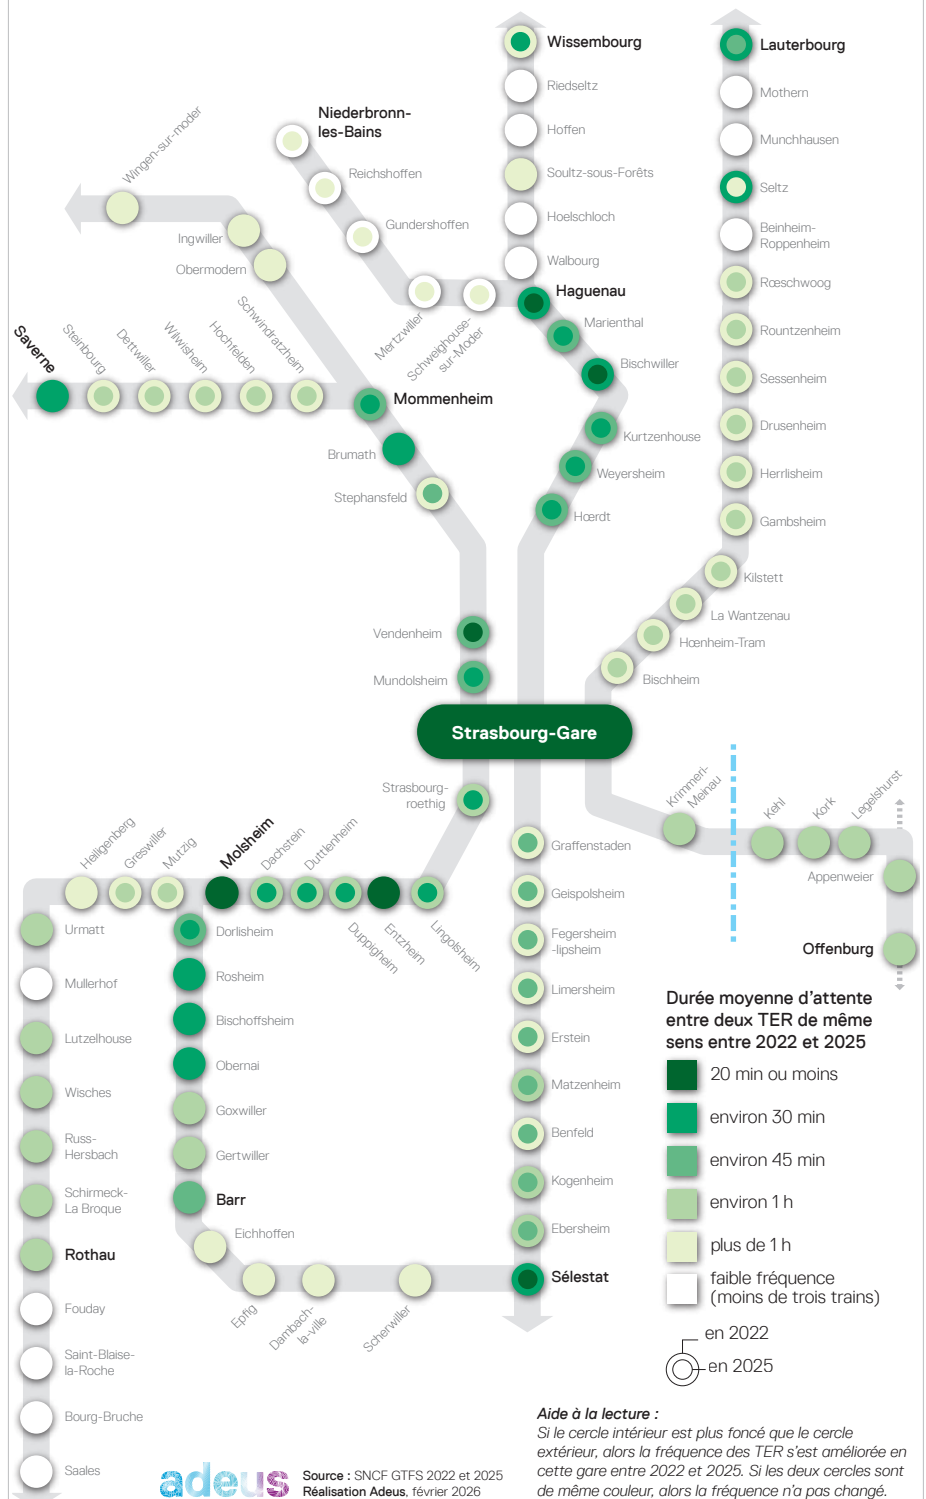 Wissembourg
Riedseltz
Hoffen
Soultz-sous-Forêts
Hoelschloch
Walbourg
Haguenau
Marienthal
Bischwiller
Kurtzenhouse
Weyersheim
Hœrdt
Lauterbourg
Mothern
Munchhausen
Seltz
Beinheim-
Roppenheim
Rœschwoog
Rountzenheim
Sessenheim
Drusenheim
Herrlisheim
Gambsheim
Kilstett
La Wantzenau
Hœnheim-Tram
Bischheim
Niederbronn-
les-Bains
Reichshoffen
Gundershoffen
Mertzwiller
Schweighouse-
sur-Moder
Wingen-sur-moder
Ingwiller
Obermodern
Saverne
Steinbourg
Dettwiller
Wilwisheim
Hochfelden
Schwindratzheim
Mommenheim
Brumath
Stephansfeld
Vendenheim
Mundolsheim
Strasbourg-Gare
Strasbourg-
roethig
Krimmeri-
Meinau
Kehl
Kork
Legelshurst
Appenweier
Offenburg
Heiligenberg
Greswiller
Mutzig
Molsheim
Dachstein
Duttlenheim
Duppigheim
Entzheim
Lingolsheim
Urmatt
Mullerhof
Lutzelhouse
Wisches
Russ-
Hersbach
Schirmeck-
La Broque
Rothau
Fouday
Saint-Blaise-
la-Roche
Bourg-Bruche
Saales
Dorlisheim
Rosheim
Bischoffsheim
Obernai
Goxwiller
Gertwiller
Barr
Eichhoffen
Epfig
Dambach-
la-ville
Scherwiller
Graffenstaden
Geispolsheim
Fegersheim
-lipsheim
Limersheim
Erstein
Matzenheim
Benfeld
Kogenheim
Ebersheim
Sélestat
Durée moyenne d'attente
entre deux TER de même
sens entre 2022 et 2025
20 min ou moins
environ 30 min
environ 45 min
environ 1 h
plus de 1 h
faible fréquence
(moins de trois trains)
en 2022
en 2025
Aide à la lecture :
Si le cercle intérieur est plus foncé que le cercle
extérieur, alors la fréquence des TER s'est améliorée en
cette gare entre 2022 et 2025. Si les deux cercles sont
de même couleur, alors la fréquence n'a pas changé.
adeus
Source : SNCF GTFS 2022 et 2025
Réalisation Adeus, février 2026